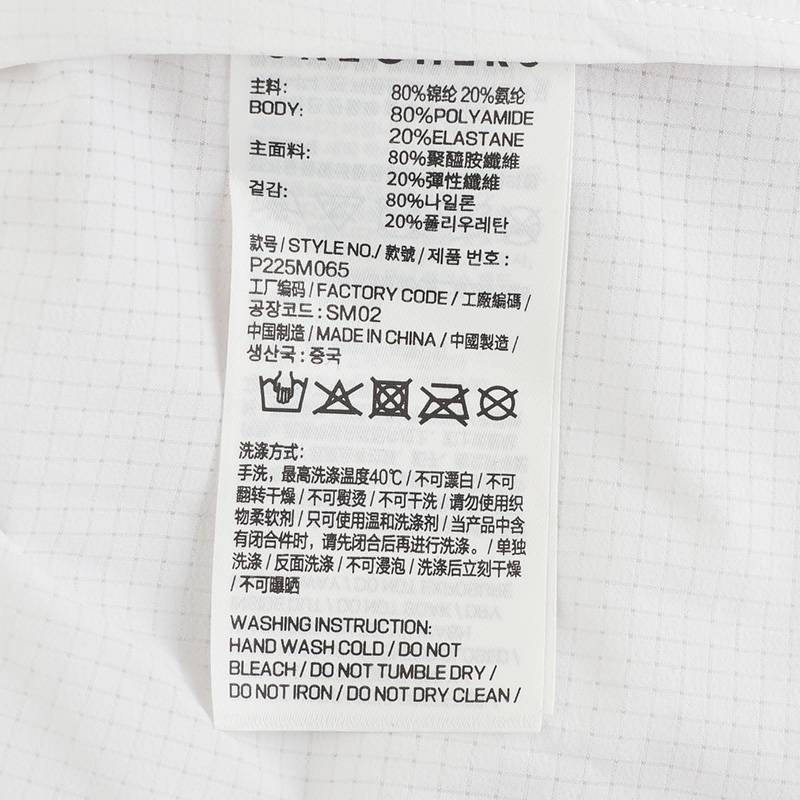 SKECHERS
主料: 80%锦纶 20%氨纶
BODY: 80%POLYAMIDE
20%ELASTANE
主面料: 80%聚醯胺纖維
20%彈性纖維
겉감: 80%나일론
20%폴리우레탄
款号/STYLE NO./款號/제품 번호:
P225M065
工厂编码/FACTORY CODE/工廠編碼/
공장코드:SM02
中国制造/MADE IN CHINA/中國製造/
생산국:중국
洗涤方式:
手洗，最高洗涤温度40℃/不可漂白/不可
翻转干燥/不可熨烫/不可干洗/请勿使用织
物柔软剂/只可使用温和洗涤剂/当产品中含
有闭合件时，请先闭合后再进行洗涤。/单独
洗涤/反面洗涤/不可浸泡/洗涤后立刻干燥
/不可曝晒
WASHING INSTRUCTION:
HAND WASH COLD/DO NOT
BLEACH/DO NOT TUMBLE DRY/
DO NOT IRON/DO NOT DRY CLEAN/